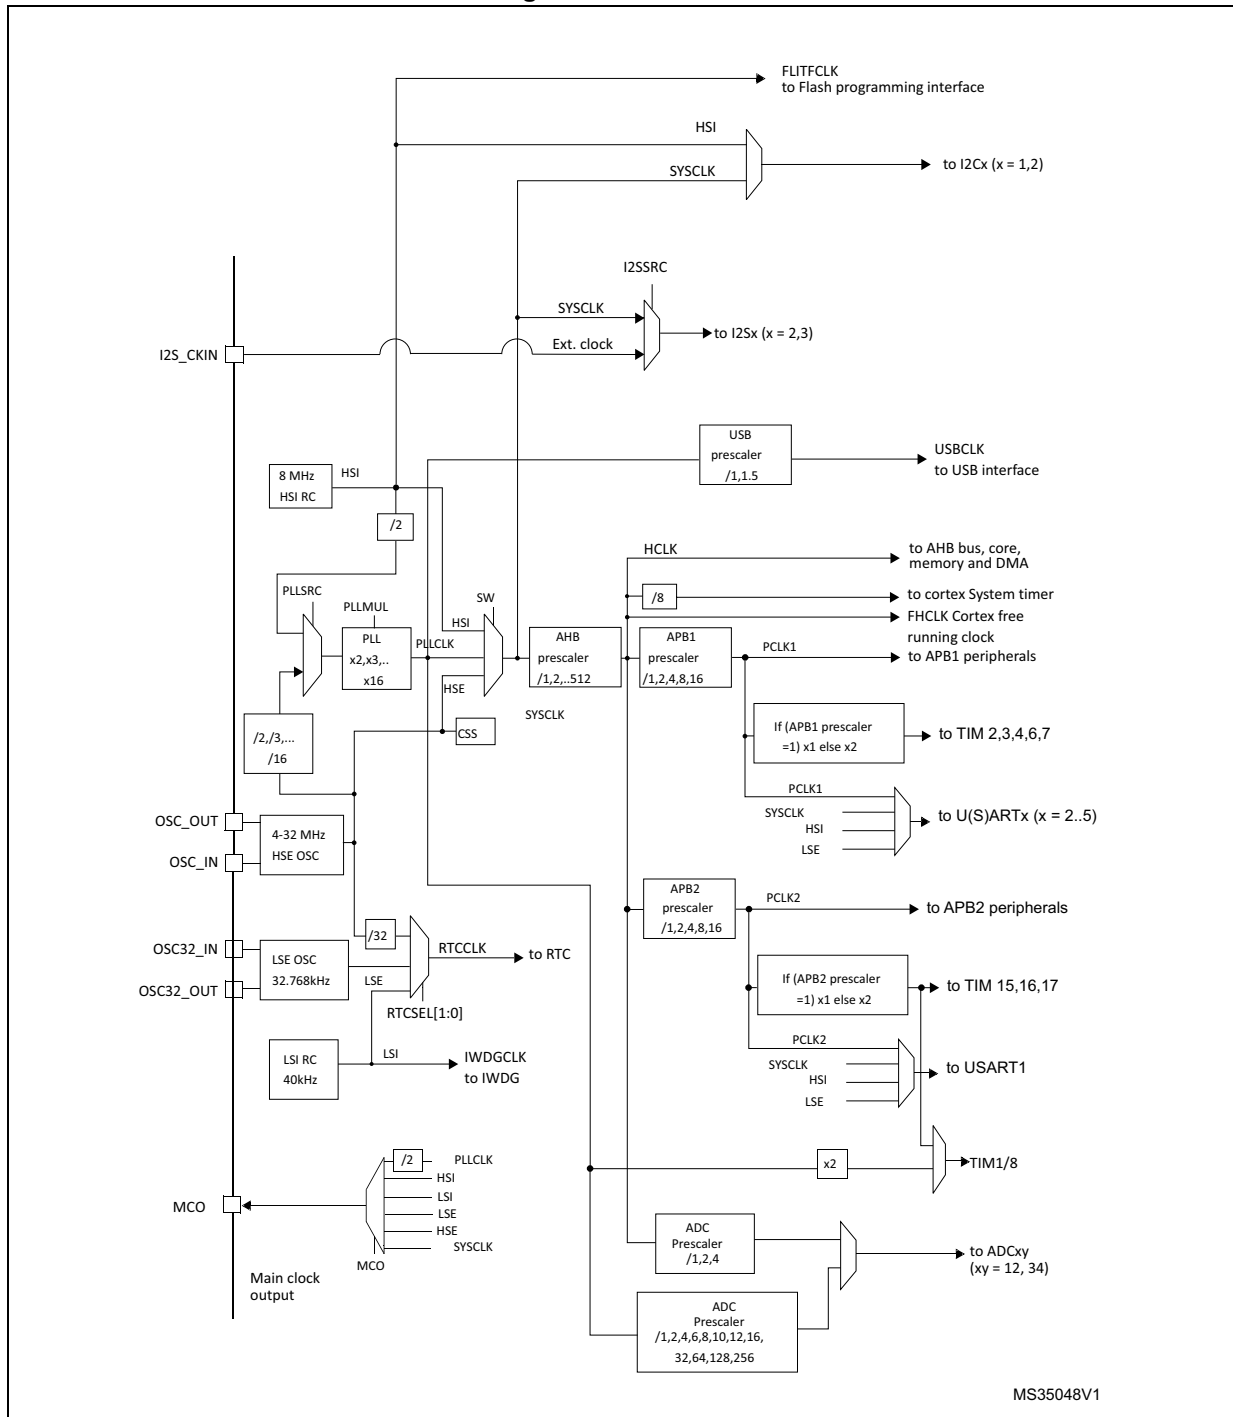 FLITFCLK
to Flash programming interface
HSI
SYSCLK
to I2Cx (x = 1,2)
I2SSRC
SYSCLK
to I2Sx (x = 2,3)
Ext. clock
I2S_CKIN
USB
prescaler
/1,1.5
USBCLK
to USB interface
8 MHz
HSI RC
HSI
/2
HCLK
to AHB bus, core,
memory and DMA
/8
to cortex System timer
FHCLK Cortex free
running clock
PLLSRC
PLLMUL
PLL
x2,x3,..
x16
PLLCLK
SW
HSI
HSE
AHB
prescaler
/1,2,..512
APB1
prescaler
/1,2,4,8,16
PCLK1
to APB1 peripherals
SYSCLK
CSS
/2,/3,...
/16
If (APB1 prescaler
=1) x1 else x2
to TIM 2,3,4,6,7
PCLK1
SYSCLK
HSI
LSE
to U(S)ARTx (x = 2..5)
OSC_OUT
OSC_IN
4-32 MHz
HSE OSC
APB2
prescaler
/1,2,4,8,16
PCLK2
to APB2 peripherals
/32
OSC32_IN
OSC32_OUT
LSE OSC
32.768kHz
LSE
RTCCLK
to RTC
RTCSEL[1:0]
If (APB2 prescaler
=1) x1 else x2
to TIM 15,16,17
LSI RC
40kHz
LSI
IWDGCLK
to IWDG
PCLK2
SYSCLK
HSI
LSE
to USART1
x2
TIM1/8
MCO
/2
PLLCLK
HSI
LSI
LSE
HSE
SYSCLK
MCO
Main clock
output
ADC
Prescaler
/1,2,4
to ADCxy
(xy = 12, 34)
ADC
Prescaler
/1,2,4,6,8,10,12,16,
32,64,128,256
MS35048V1